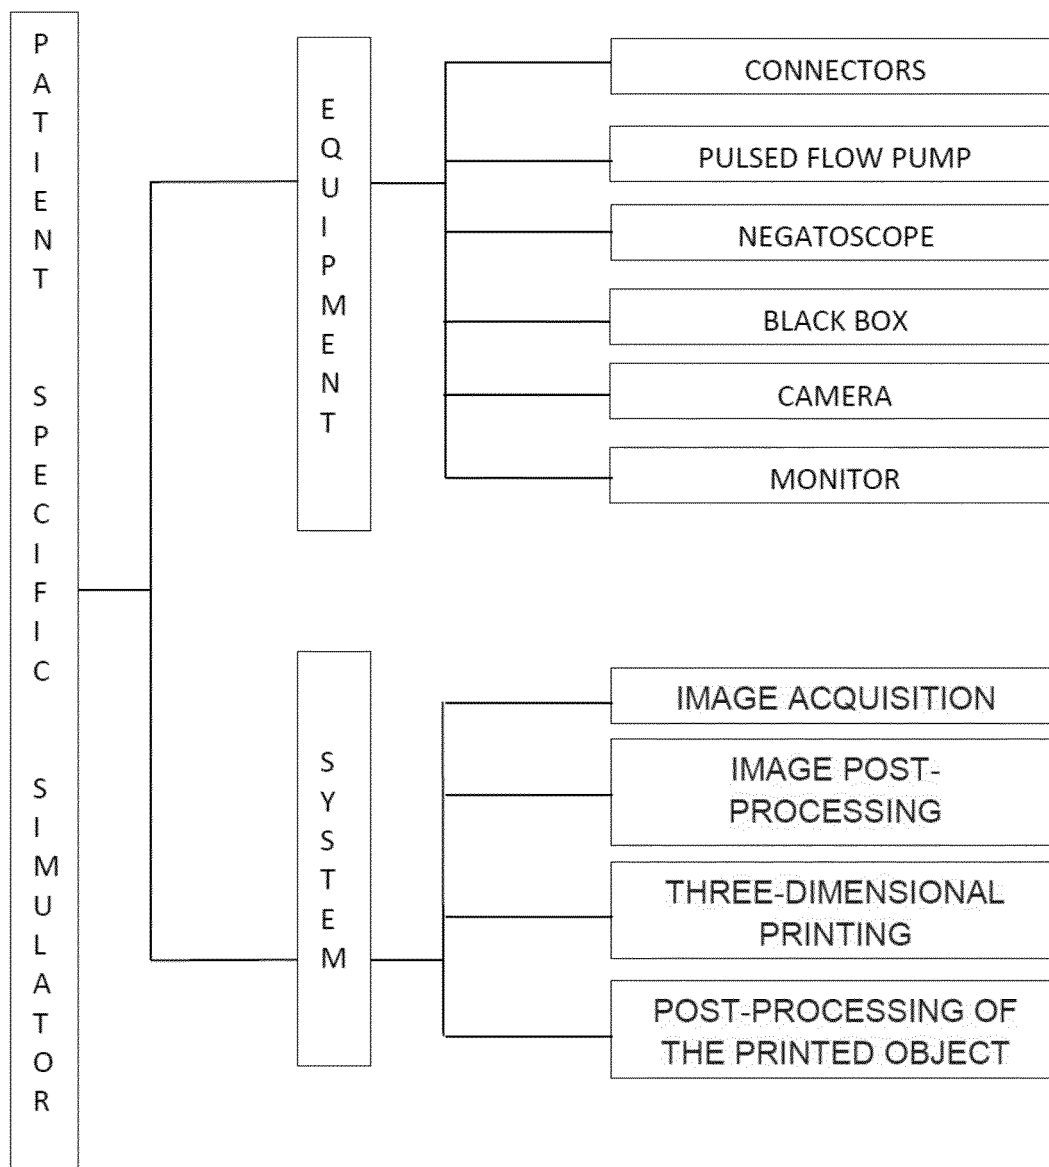 PATIENT SPECIFIC SIMULATOR
EQUIPMENT
CONNECTORS
PULSED FLOW PUMP
NEGATOSCOPE
BLACK BOX
CAMERA
MONITOR
SYSTEM
IMAGE ACQUISITION
IMAGE POST-
PROCESSING
THREE-DIMENSIONAL
PRINTING
POST-PROCESSING OF
THE PRINTED OBJECT